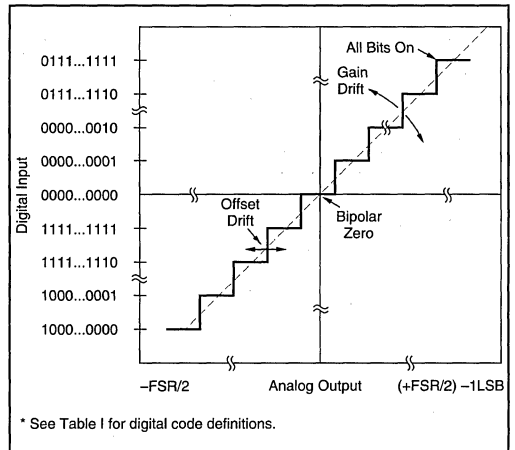 All Bits On
Gain
Drift
0111...1111
0111...1110
0000...0010
0000...0001
0000...0000
1111...1111
1111...1110
1000...0001
1000...0000
Digital Input
Offset
Drift
Bipolar
Zero
–FSR/2
Analog Output
(+FSR/2) –1LSB
* See Table I for digital code definitions.